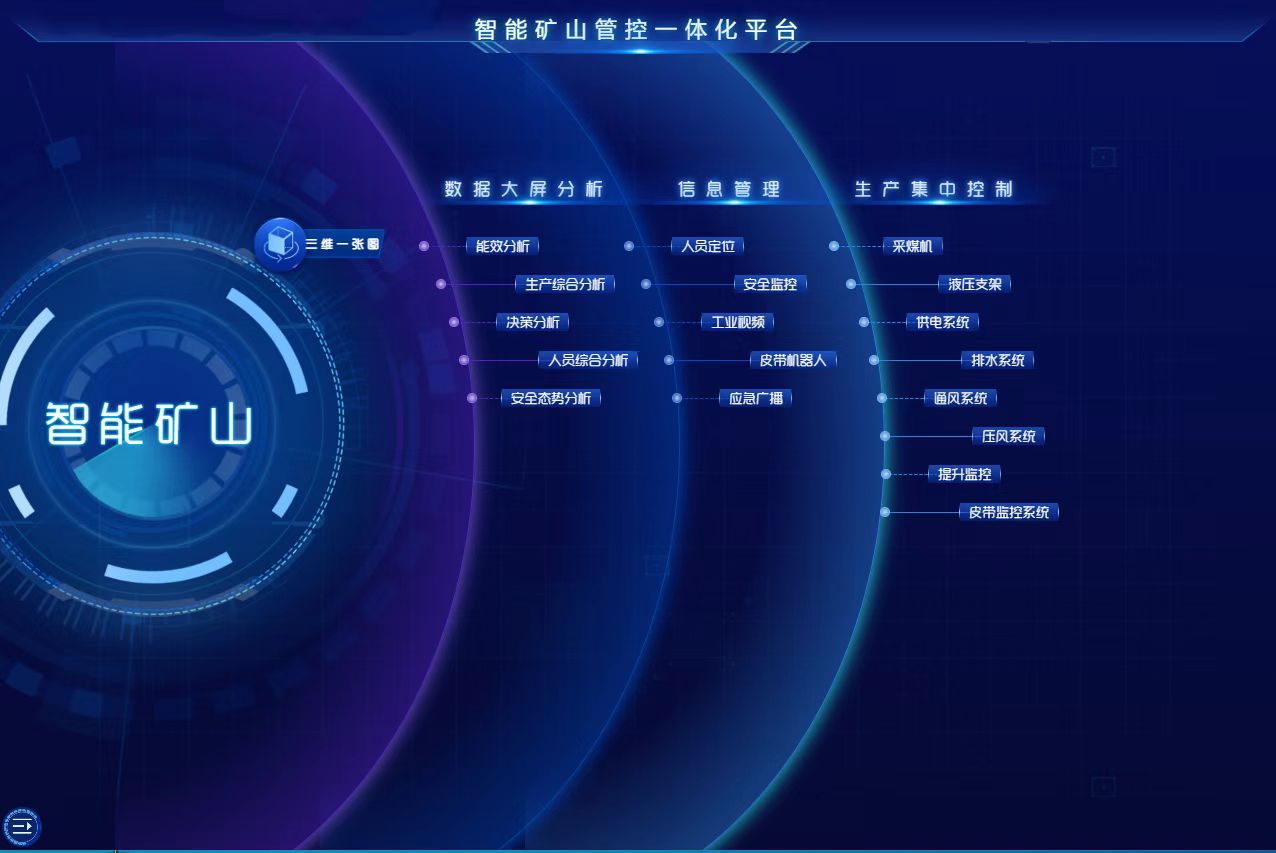 智能矿山管控一体化平台
三维一张图
智能矿山
数据大屏分析
能效分析
生产综合分析
决策分析
人员综合分析
安全态势分析
信息管理
人员定位
安全监控
工业视频
皮带机器人
应急广播
生产集中控制
采煤机
液压支架
供电系统
排水系统
通风系统
压风系统
提升监控
皮带监控系统